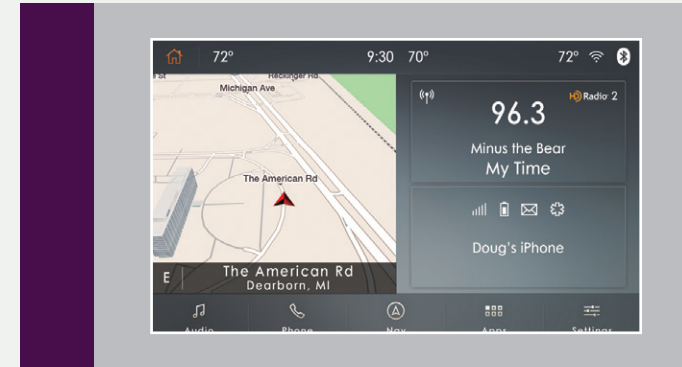 72° 9:30 70° 72°
St Reckinger Rd
Michigan Ave
The American Rd
E The American Rd
Dearborn, MI
HD Radio 2
96.3
Minus the Bear
My Time
Doug's iPhone
Audio Phone Nav Apps Settings